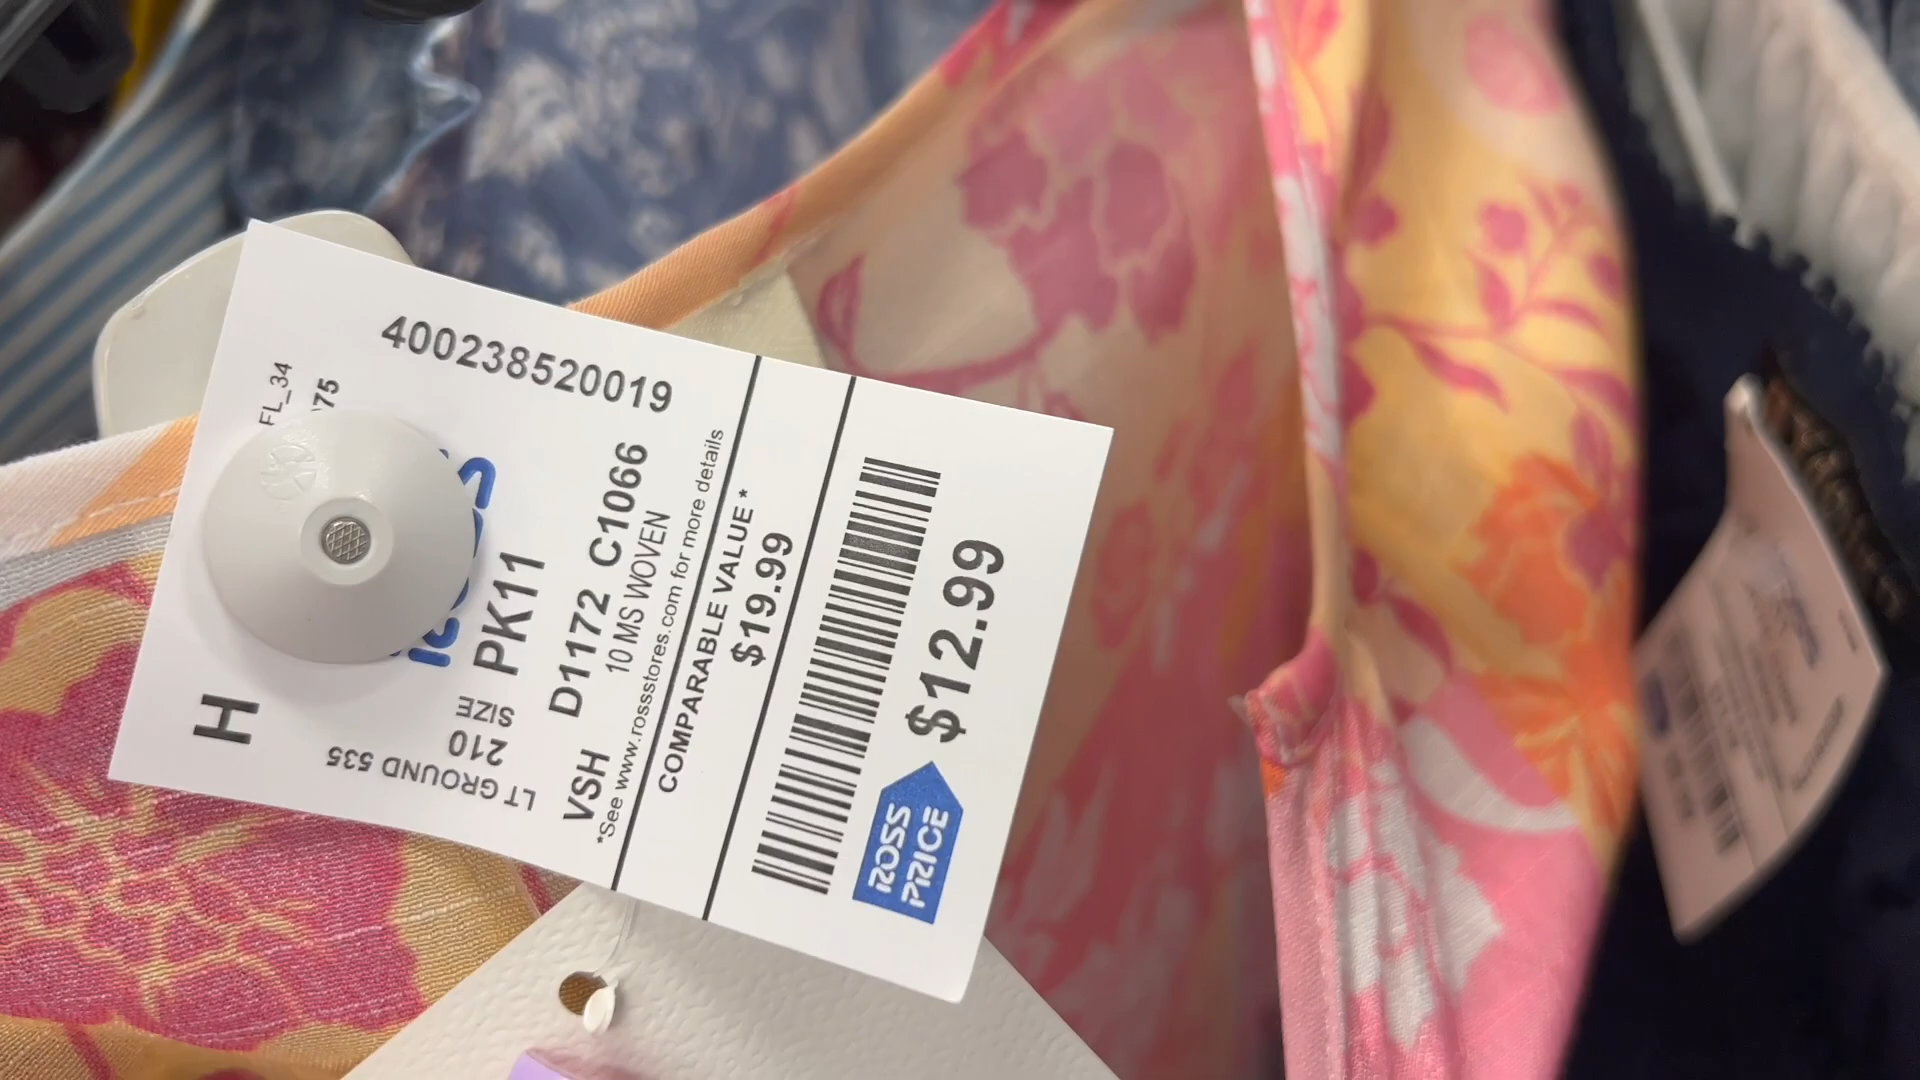 400238520019
FL_34
H
PK11
SIZE
210
LT GROUND 535
D1172 C1066
VSH 10 MS WOVEN
*See www.rossstores.com for more details
COMPARABLE VALUE *
$19.99
$12.99
ROSS
PRICE